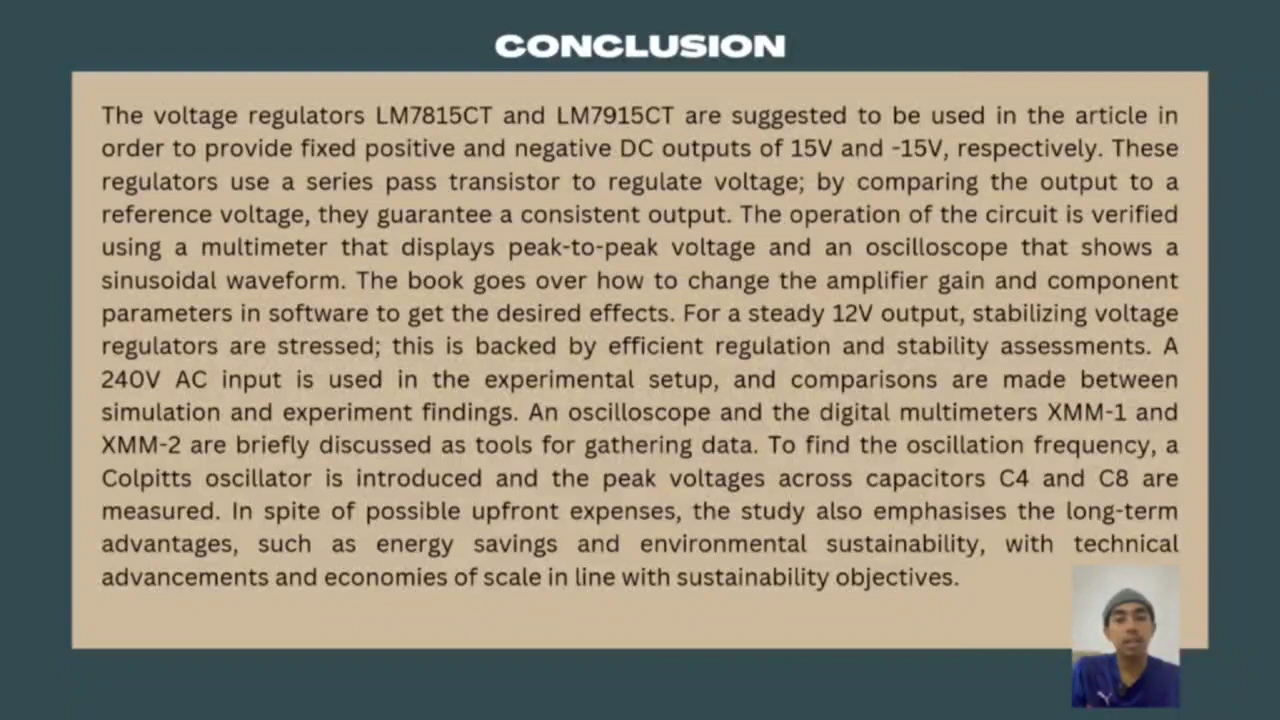 CONCLUSION
The voltage regulators LM7815CT and LM7915CT are suggested to be used in the article in
order to provide fixed positive and negative DC outputs of 15V and -15V, respectively. These
regulators use a series pass transistor to regulate voltage; by comparing the output to a
reference voltage, they guarantee a consistent output. The operation of the circuit is verified
using a multimeter that displays peak-to-peak voltage and an oscilloscope that shows a
sinusoidal waveform. The book goes over how to change the amplifier gain and component
parameters in software to get the desired effects. For a steady 12V output, stabilizing voltage
regulators are stressed; this is backed by efficient regulation and stability assessments. A
240V AC input is used in the experimental setup, and comparisons are made between
simulation and experiment findings. An oscilloscope and the digital multimeters XMM-1 and
XMM-2 are briefly discussed as tools for gathering data. To find the oscillation frequency, a
Colpitts oscillator is introduced and the peak voltages across capacitors C4 and C8 are
measured. In spite of possible upfront expenses, the study also emphasises the long-term
advantages, such as energy savings and environmental sustainability, with technical
advancements and economies of scale in line with sustainability objectives.